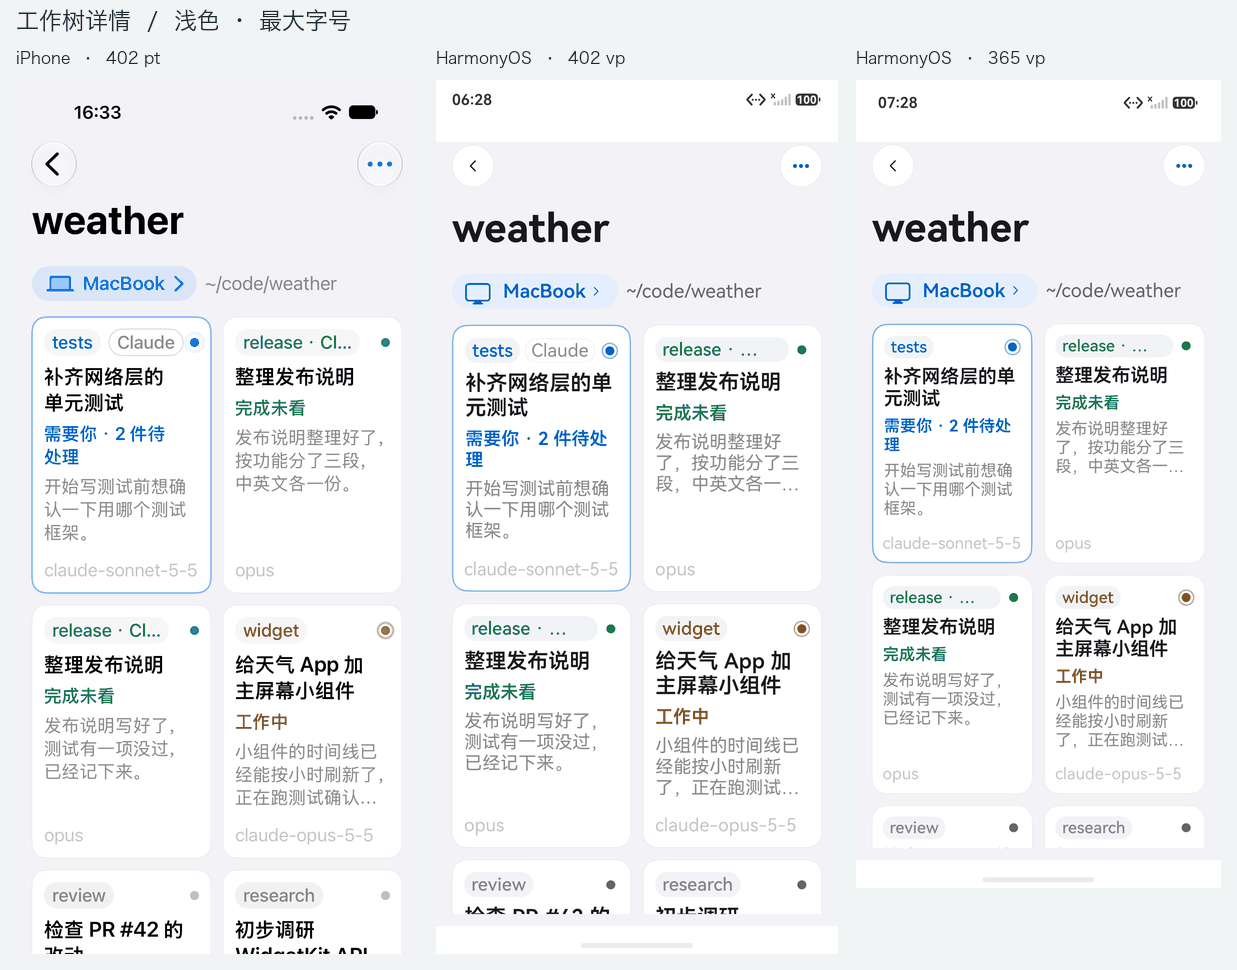 工作树详情 / 浅色 · 最大字号
iPhone · 402 pt
16:33
weather
MacBook
~/code/weather
tests
Claude
补齐网络层的
单元测试
需要你 · 2 件待
处理
开始写测试前想确
认一下用哪个测试
框架。
claude-sonnet-5-5
release · Cl...
整理发布说明
完成未看
发布说明整理好了，
按功能分了三段，
中英文各一份。
opus
release · Cl...
整理发布说明
完成未看
发布说明写好了，
测试有一项没过，
已经记下来。
opus
widget
给天气 App 加
主屏幕小组件
工作中
小组件的时间线已
经能按小时刷新了，
正在跑测试确认...
claude-opus-5-5
review
检查 PR #42 的
改动
research
初步调研
WidgetKit API
HarmonyOS · 402 vp
06:28
100
weather
MacBook
~/code/weather
tests
Claude
补齐网络层的单
元测试
需要你 · 2 件待处
理
开始写测试前想确
认一下用哪个测试
框架。
claude-sonnet-5-5
release · ...
整理发布说明
完成未看
发布说明整理好
了，按功能分了三
段，中英文各一...
opus
release · ...
整理发布说明
完成未看
发布说明写好了，
测试有一项没过，
已经记下来。
opus
widget
给天气 App 加
主屏幕小组件
工作中
小组件的时间线已
经能按小时刷新
了，正在跑测试...
claude-opus-5-5
review
检查 PR #42 的
research
初步调研
HarmonyOS · 365 vp
07:28
100
weather
MacBook
~/code/weather
tests
补齐网络层的单
元测试
需要你 · 2 件待处
理
开始写测试前想确
认一下用哪个测试
框架。
claude-sonnet-5-5
release · ...
整理发布说明
完成未看
发布说明整理好
了，按功能分了三
段，中英文各一...
opus
release · ...
整理发布说明
完成未看
发布说明写好了，
测试有一项没过，
已经记下来。
opus
widget
给天气 App 加
主屏幕小组件
工作中
小组件的时间线已
经能按小时刷新
了，正在跑测试...
claude-opus-5-5
review
research